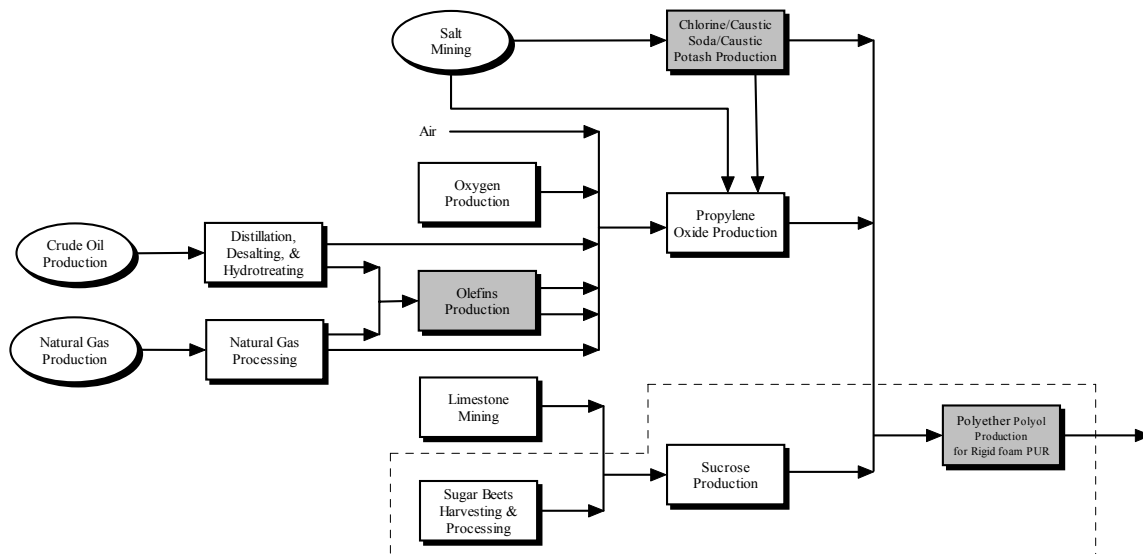 Salt
Mining
Chlorine/Caustic
Soda/Caustic
Potash Production
Air
Oxygen
Production
Propylene
Oxide Production
Crude Oil
Production
Distillation,
Desalting, &
Hydrotreating
Olefins
Production
Natural Gas
Production
Natural Gas
Processing
Limestone
Mining
Polyether Polyol
Production
for Rigid foam PUR
Sucrose
Production
Sugar Beets
Harvesting &
Processing